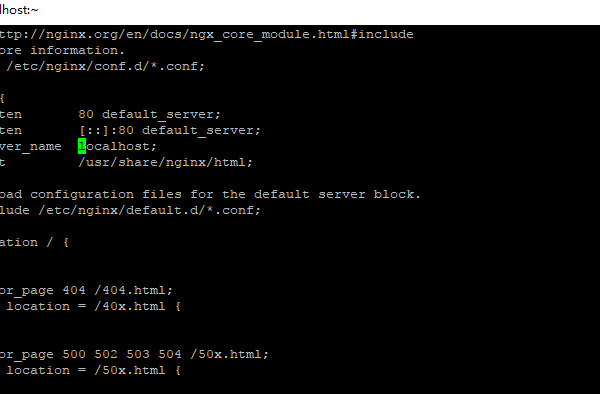 lhost:~
ttp://nginx.org/en/docs/ngx_core_module.html#include
ore information.
/etc/nginx/conf.d/*.conf;
{
ten 80 default_server;
ten [::]:80 default_server;
ver_name localhost;
t /usr/share/nginx/html;
oad configuration files for the default server block.
lude /etc/nginx/default.d/*.conf;
ation / {
or_page 404 /404.html;
location = /40x.html {
or_page 500 502 503 504 /50x.html;
location = /50x.html {